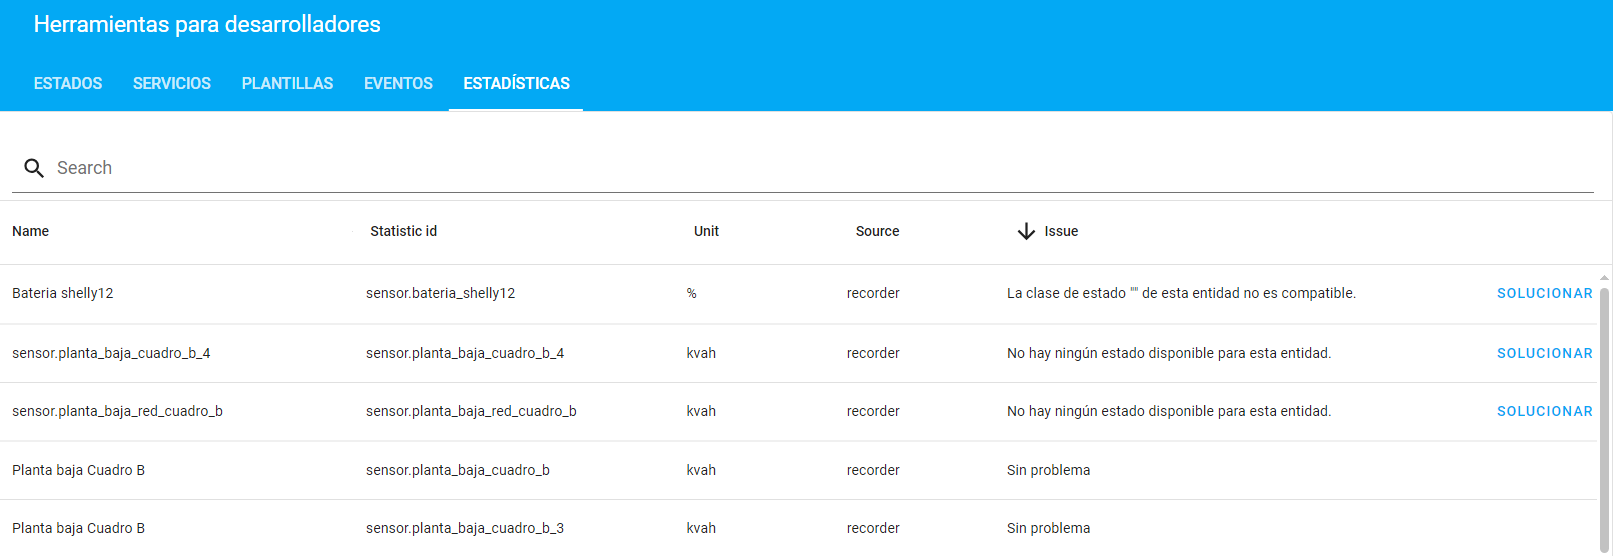 Herramientas para desarrolladores
ESTADOS SERVICIOS PLANTILLAS EVENTOS ESTADÍSTICAS
Search
Name Statistic id Unit Source Issue
Bateria shelly12 sensor.bateria_shelly12 % recorder La clase de estado "" de esta entidad no es compatible. SOLUCIONAR
sensor.planta_baja_cuadro_b_4 sensor.planta_baja_cuadro_b_4 kvah recorder No hay ningún estado disponible para esta entidad. SOLUCIONAR
sensor.planta_baja_red_cuadro_b sensor.planta_baja_red_cuadro_b kvah recorder No hay ningún estado disponible para esta entidad. SOLUCIONAR
Planta baja Cuadro B sensor.planta_baja_cuadro_b kvah recorder Sin problema
Planta baja Cuadro B sensor.planta_baja_cuadro_b_3 kvah recorder Sin problema